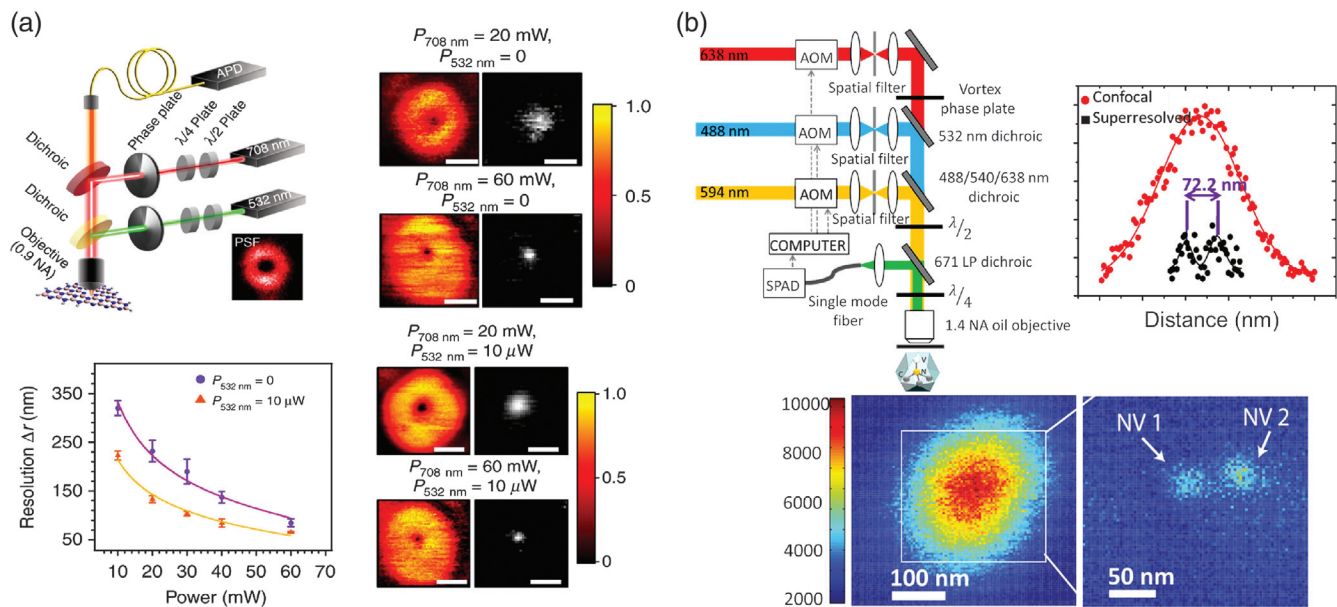 (a)
APD
Phase plate
λ/4 Plate
λ/2 Plate
708 nm
Dichroic
532 nm
Dichroic
Objective
(0.9 NA)
PSF
P708 nm = 20 mW,
P532 nm = 0
1.0
0.5
0
P708 nm = 60 mW,
P532 nm = 0
P708 nm = 20 mW,
P532 nm = 10 μW
1.0
0.5
0
P708 nm = 60 mW,
P532 nm = 10 μW
Resolution Δr (nm)
350
250
150
50
P532 nm = 0
P532 nm = 10 μW
10 20 30 40 50 60 70
Power (mW)
(b)
638 nm
AOM
Spatial filter
Vortex
phase plate
488 nm
AOM
Spatial filter
532 nm dichroic
594 nm
AOM
Spatial filter
488/540/638 nm
dichroic
λ/2
COMPUTER
671 LP dichroic
SPAD
Single mode
fiber
λ/4
1.4 NA oil objective
V
C
N
Confocal
Superresolved
72.2 nm
Distance (nm)
10000
8000
6000
4000
2000
100 nm
NV 1
NV 2
50 nm